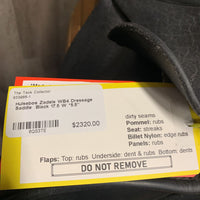 The Tack Collector
Hulsebos Zadels WB4 Dressage
Saddle Black 17.5 W *5.5"
$2320.00
dirty seams
Pommel: rubs
Seat: streaks
Billet Nylon: edge rubs
Panels: rubs
Flaps: Top: rubs Underside: dent & rubs Bottom: dents
DO NOT REMOVE